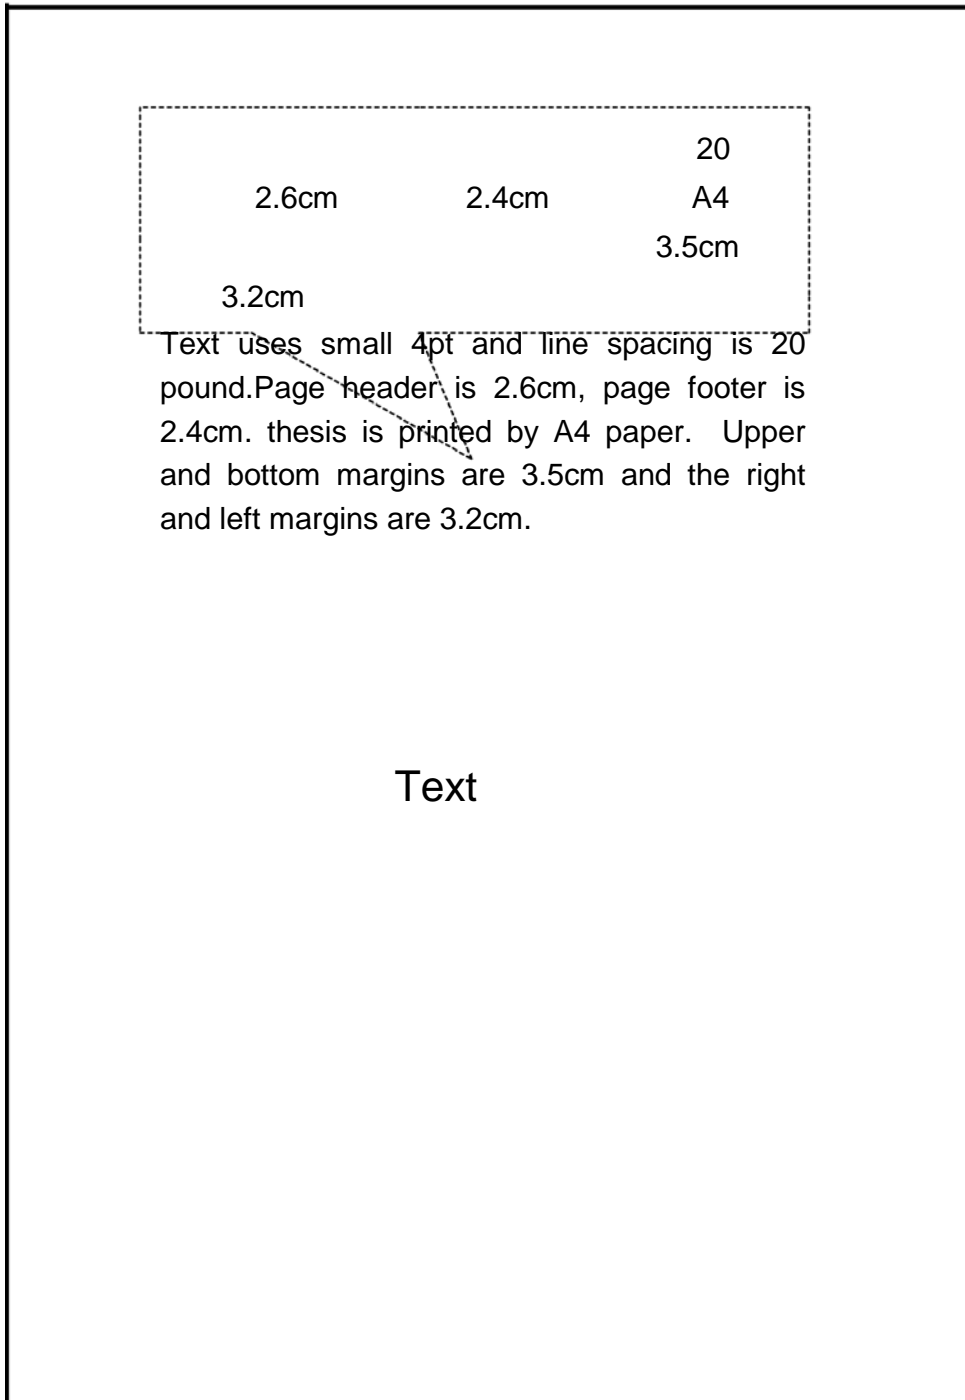 20
2.6cm 2.4cm A4
3.5cm
3.2cm
Text uses small 4pt and line spacing is 20
pound.Page header is 2.6cm, page footer is
2.4cm. thesis is printed by A4 paper. Upper
and bottom margins are 3.5cm and the right
and left margins are 3.2cm.
Text